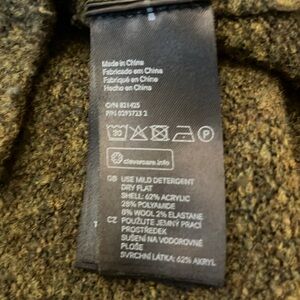 Made in China
Fabricado em China
Fabriqué en China
Hecho en China
O/N 821425
P/N 0293723 2
30
P
clevercare.info
GB USE MILD DETERGENT
DRY FLAT
SHELL: 62% ACRYLIC
28% POLYAMIDE
8% WOOL 2% ELASTANE
CZ POUŽIJTE JEMNÝ PRACÍ
PROSTŘEDEK
SUŠENÍ NA VODOROVNÉ
PLOŠE
SVRCHNÍ LÁTKA: 62% AKRYL